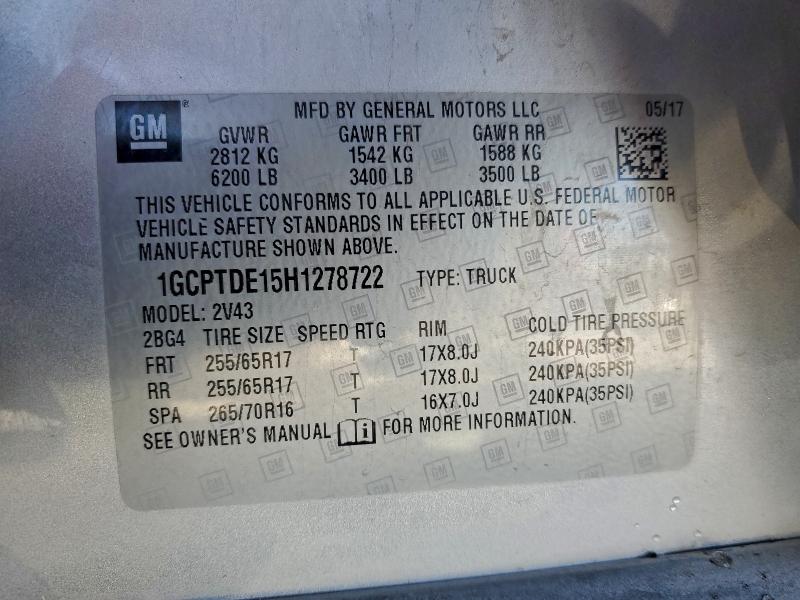 GM ® MFD BY GENERAL MOTORS LLC 05/17
GVWR GAWR FRT GAWR RR
2812 KG 1542 KG 1588 KG
6200 LB 3400 LB 3500 LB
THIS VEHICLE CONFORMS TO ALL APPLICABLE U.S. FEDERAL MOTOR
VEHICLE SAFETY STANDARDS IN EFFECT ON THE DATE OF
MANUFACTURE SHOWN ABOVE.
1GCPTDE15H1278722 TYPE: TRUCK
MODEL: 2V43
2BG4 TIRE SIZE SPEED RTG RIM COLD TIRE PRESSURE
FRT 255/65R17 T 17X8.0J 240KPA(35PSI)
RR 255/65R17 T 17X8.0J 240KPA(35PSI)
SPA 265/70R16 T 16X7.0J 240KPA(35PSI)
SEE OWNER'S MANUAL FOR MORE INFORMATION.